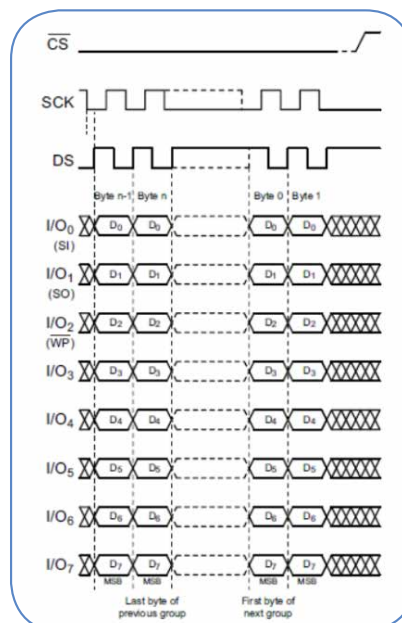 CS
SCK
DS
Byte n-1 Byte n Byte 0 Byte 1
I/O0 D0 D0 D0 D0
(SI)
I/O1 D1 D1 D1 D1
(SO)
I/O2 D2 D2 D2 D2
(WP)
I/O3 D3 D3 D3 D3
I/O4 D4 D4 D4 D4
I/O5 D5 D5 D5 D5
I/O6 D6 D6 D6 D6
I/O7 D7 D7 D7 D7
MSB MSB MSB MSB
Last byte of First byte of
previous group next group